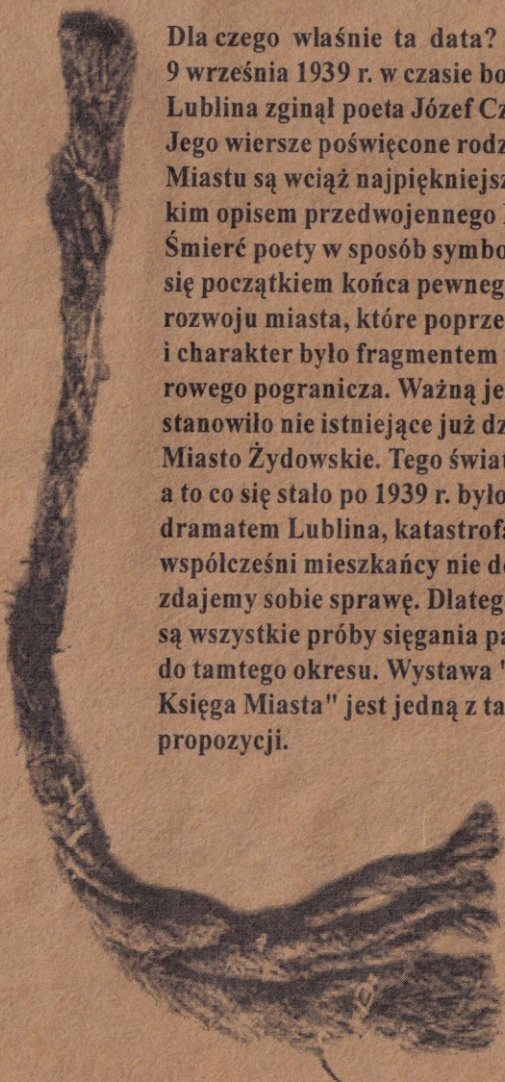 Dla czego właśnie ta data?
9 września 1939 r. w czasie bo
Lublina zginął poeta Józef Cz
Jego wiersze poświęcone rodz
Miastu są wciąż najpiękniejsz
kim opisem przedwojennego
Śmierć poety w sposób symbo
się początkiem końca pewneg
rozwoju miasta, które poprze
i charakter było fragmentem
rowego pogranicza. Ważną je
stanowiło nie istniejące już dz
Miasto Żydowskie. Tego świat
a to co się stało po 1939 r. było
dramatem Lublina, katastrofą
współcześni mieszkańcy nie do
zdajemy sobie sprawę. Dlateg
są wszystkie próby sięgania pa
do tamtego okresu. Wystawa "
Księga Miasta" jest jedną z ta
propozycji.